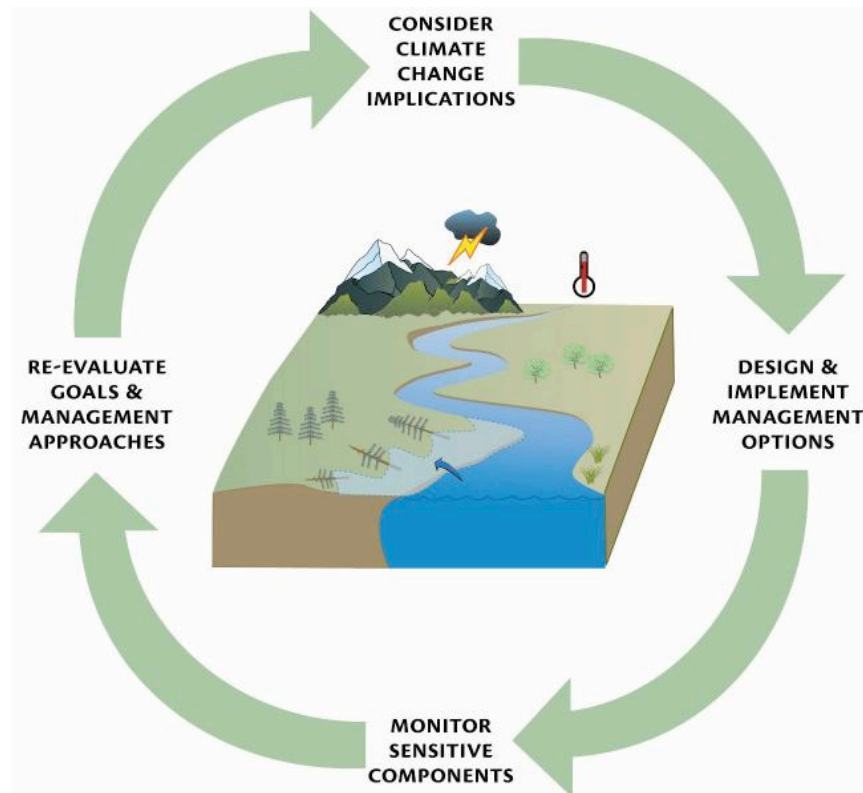 CONSIDER
CLIMATE
CHANGE
IMPLICATIONS
DESIGN &
IMPLEMENT
MANAGEMENT
OPTIONS
MONITOR
SENSITIVE
COMPONENTS
RE-EVALUATE
GOALS &
MANAGEMENT
APPROACHES